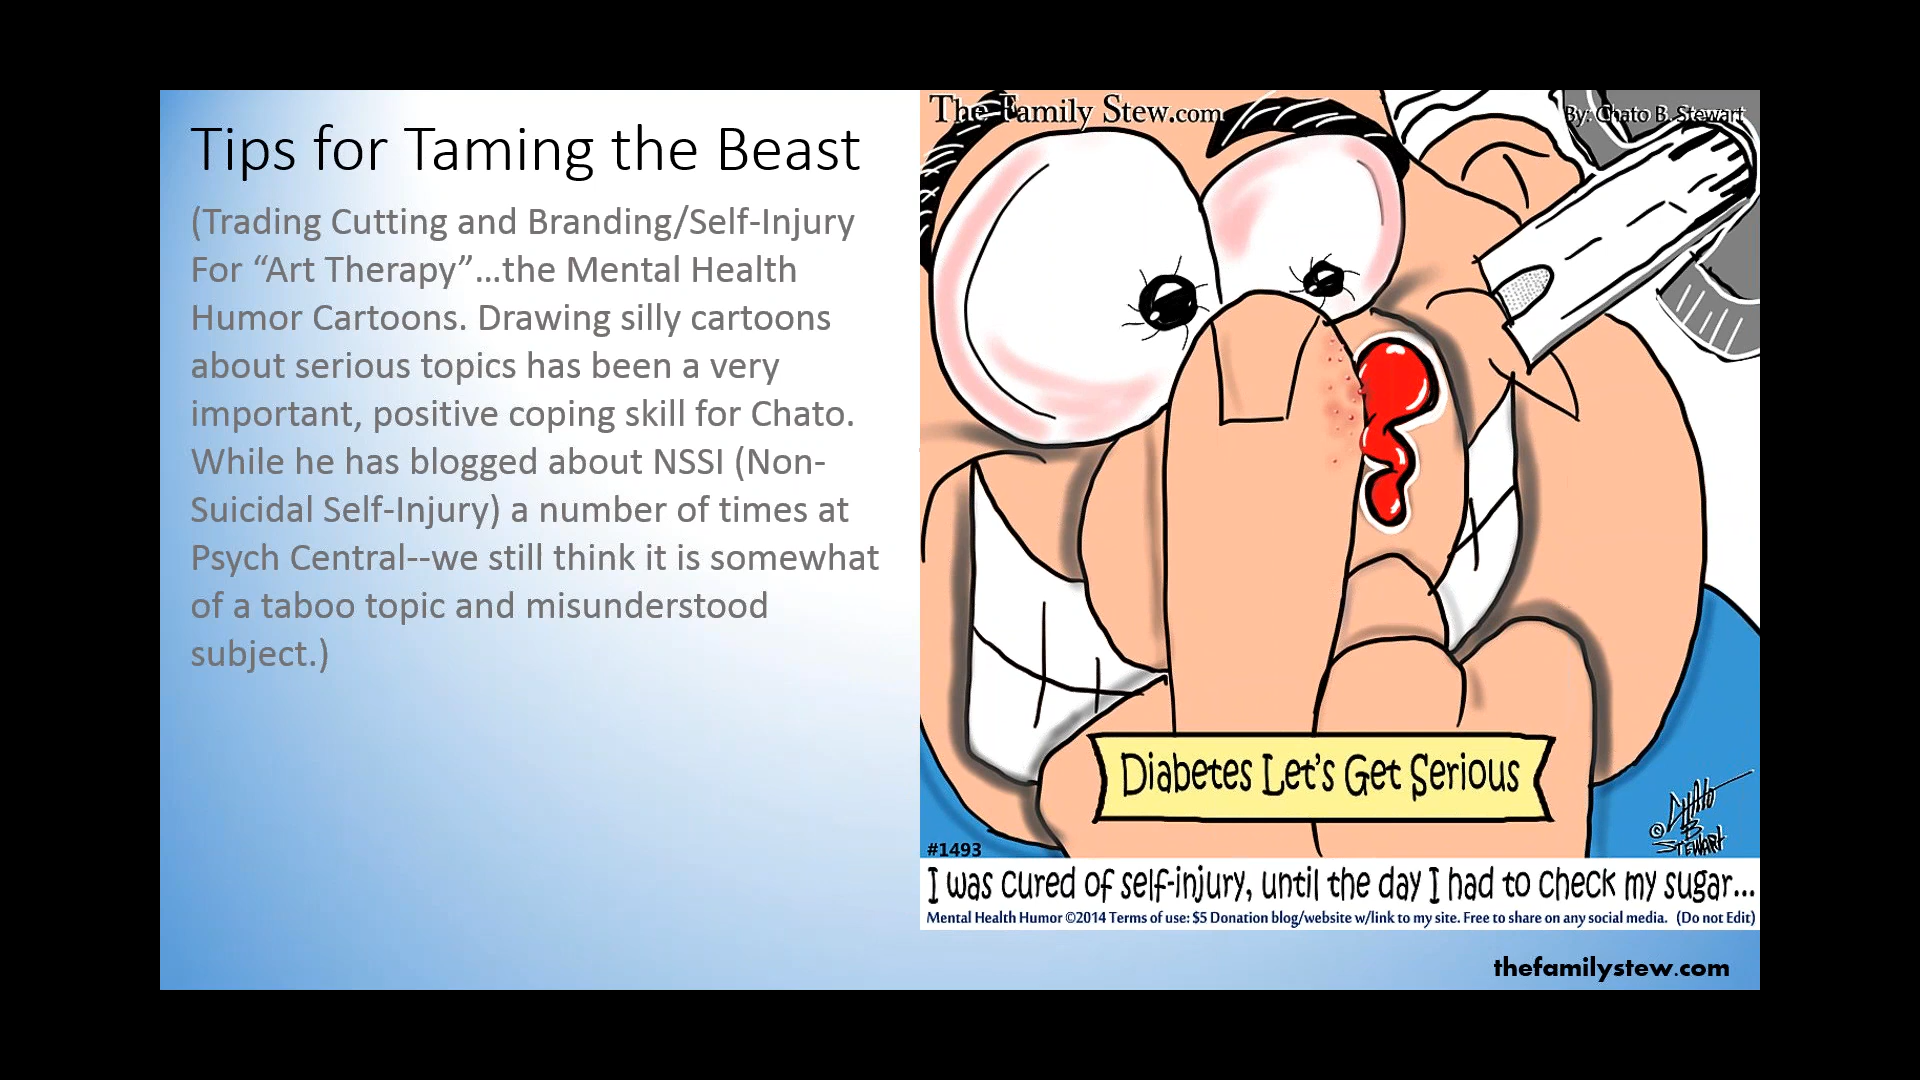 Tips for Taming the Beast
(Trading Cutting and Branding/Self-Injury
For “Art Therapy”...the Mental Health
Humor Cartoons. Drawing silly cartoons
about serious topics has been a very
important, positive coping skill for Chato.
While he has blogged about NSSI (Non-
Suicidal Self-Injury) a number of times at
Psych Central--we still think it is somewhat
of a taboo topic and misunderstood
subject.)
The Family Stew.com
By: Chato B. Stewart
Diabetes Let's Get Serious
© CHATO
B
STEWART
#1493
I was cured of self-injury, until the day I had to check my sugar...
Mental Health Humor ©2014 Terms of use: $5 Donation blog/website w/link to my site. Free to share on any social media. (Do not Edit)
thefamilystew.com